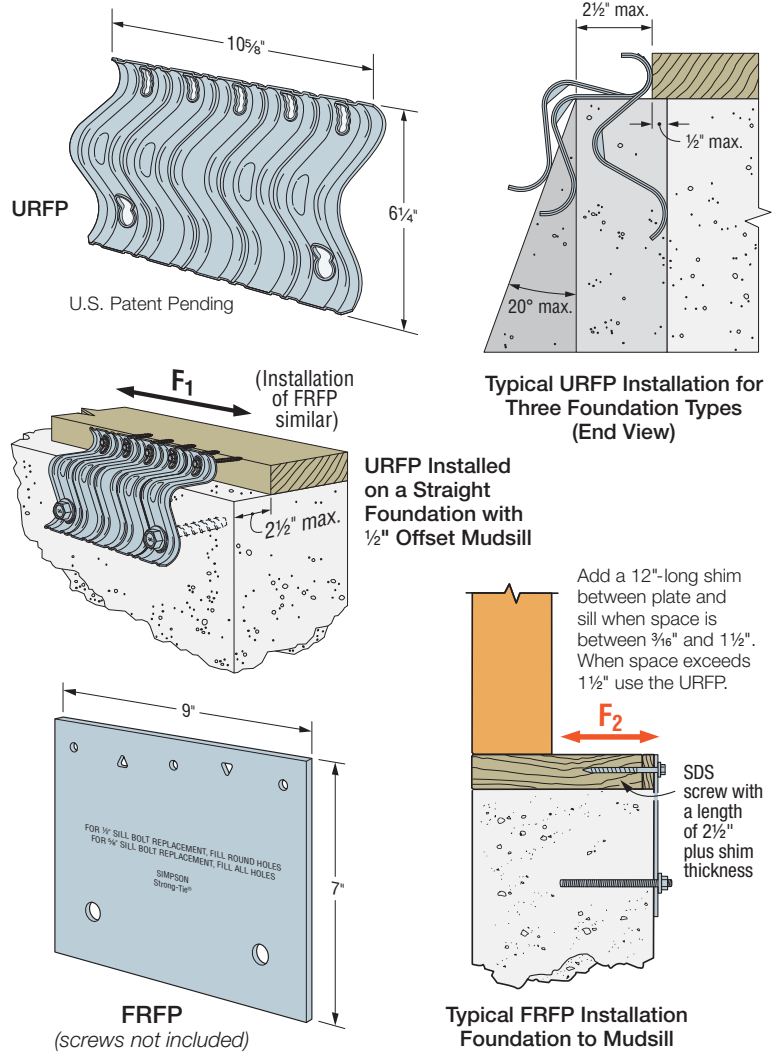 10⅝"
URFP
6¼"
U.S. Patent Pending
2½" max.
½" max.
20° max.
Typical URFP Installation for
Three Foundation Types
(End View)
F₁
(Installation
of FRFP
similar)
2½" max.
URFP Installed
on a Straight
Foundation with
½" Offset Mudsill
9"
FOR ½" SILL BOLT REPLACEMENT, FILL ROUND HOLES
FOR ⅝" SILL BOLT REPLACEMENT, FILL ALL HOLES
SIMPSON
Strong-Tie®
7"
FRFP
(screws not included)
Add a 12"-long shim
between plate and
sill when space is
between 3⁄16" and 1½".
When space exceeds
1½" use the URFP.
F₂
SDS
screw with
a length
of 2½"
plus shim
thickness
Typical FRFP Installation
Foundation to Mudsill